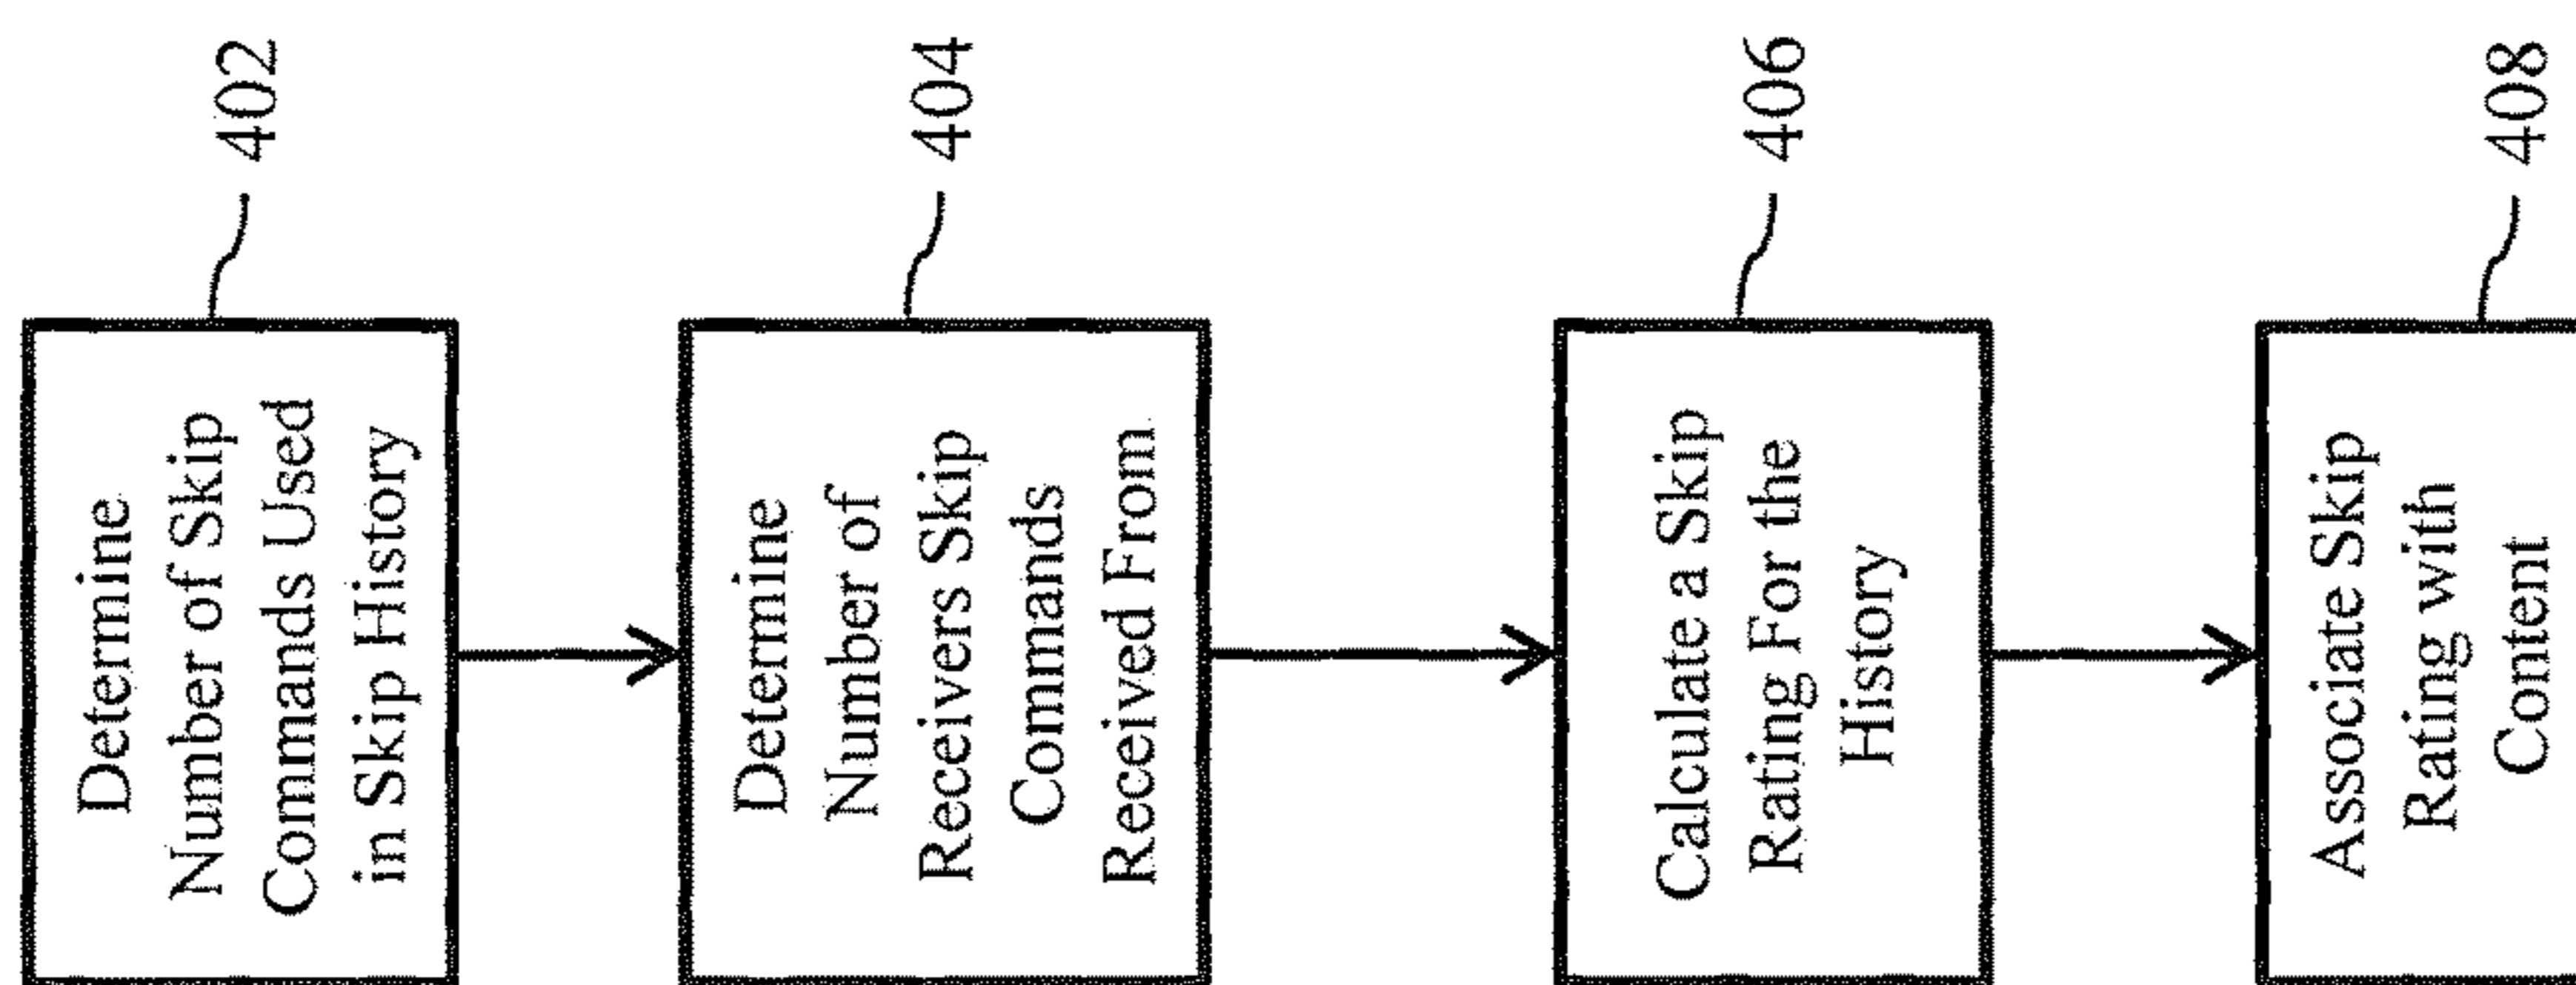 Determine
Number of Skip
Commands Used
in Skip History
402
Determine
Number of
Receivers Skip
Commands
Received From
404
Calculate a Skip
Rating For the
History
406
Associate Skip
Rating with
Content
408